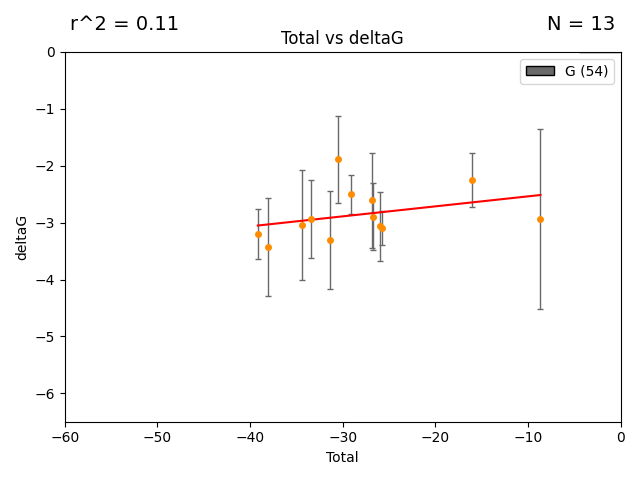 r^2 = 0.11
N = 13
Total vs deltaG
G (54)
deltaG
0
−1
−2
−3
−4
−5
−6
−60
−50
−40
−30
−20
−10
0
Total